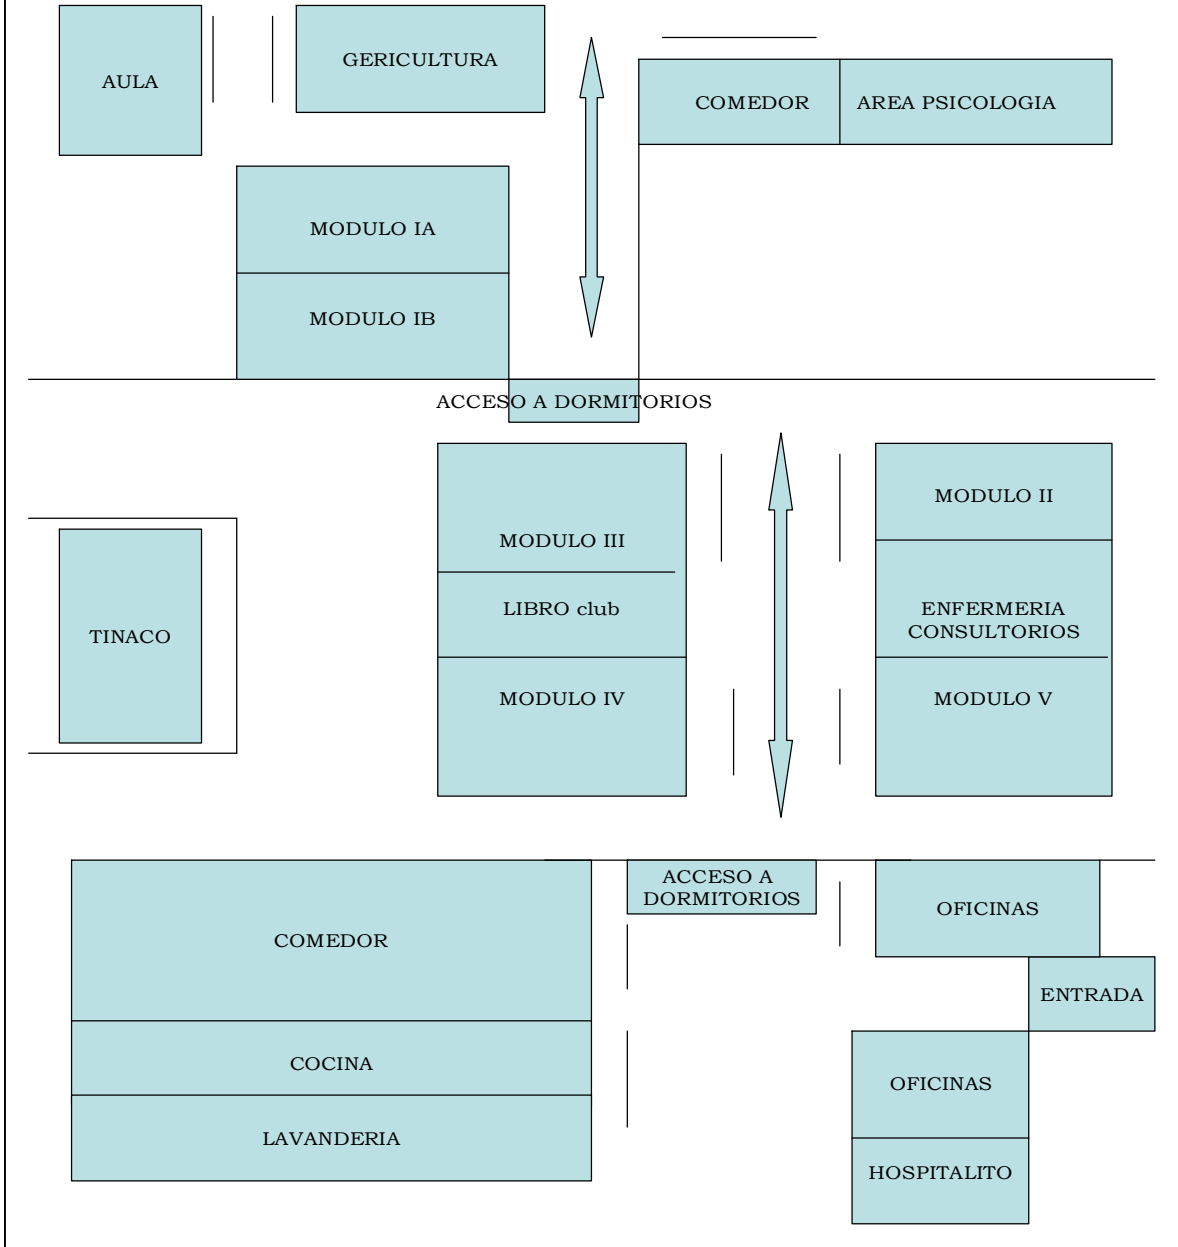 AULA
GERICULTURA
COMEDOR
AREA PSICOLOGIA
MODULO IA
MODULO IB
ACCESO A DORMITORIOS
MODULO III
LIBRO club
MODULO IV
MODULO II
ENFERMERIA
CONSULTORIOS
MODULO V
TINACO
ACCESO A
DORMITORIOS
OFICINAS
COMEDOR
ENTRADA
COCINA
OFICINAS
LAVANDERIA
HOSPITALITO